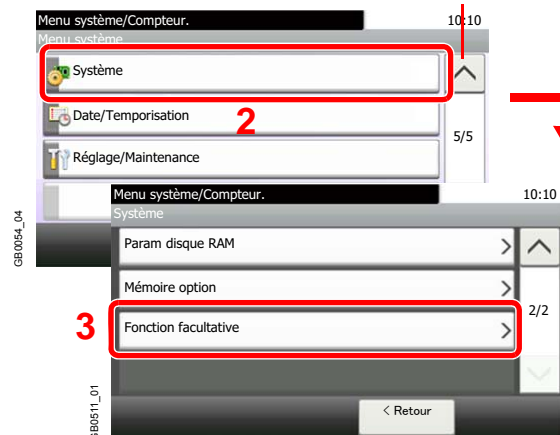 Menu système/Compteur.
10:10
Menu système
Système
Date/Temporisation
2
5/5
Réglage/Maintenance
GB0054_04
Menu système/Compteur.
10:10
Système
Param disque RAM
Mémoire option
2/2
3
Fonction facultative
GB0511_01
< Retour